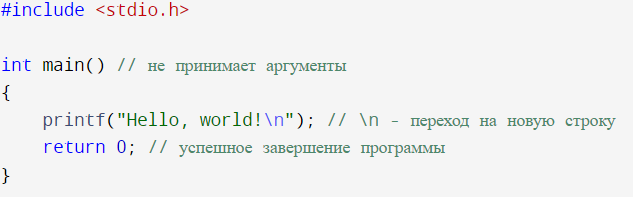 #include <stdio.h>
int main() // не принимает аргументы
{
    printf("Hello, world!\n"); // \n - переход на новую строку
    return 0; // успешное завершение программы
}